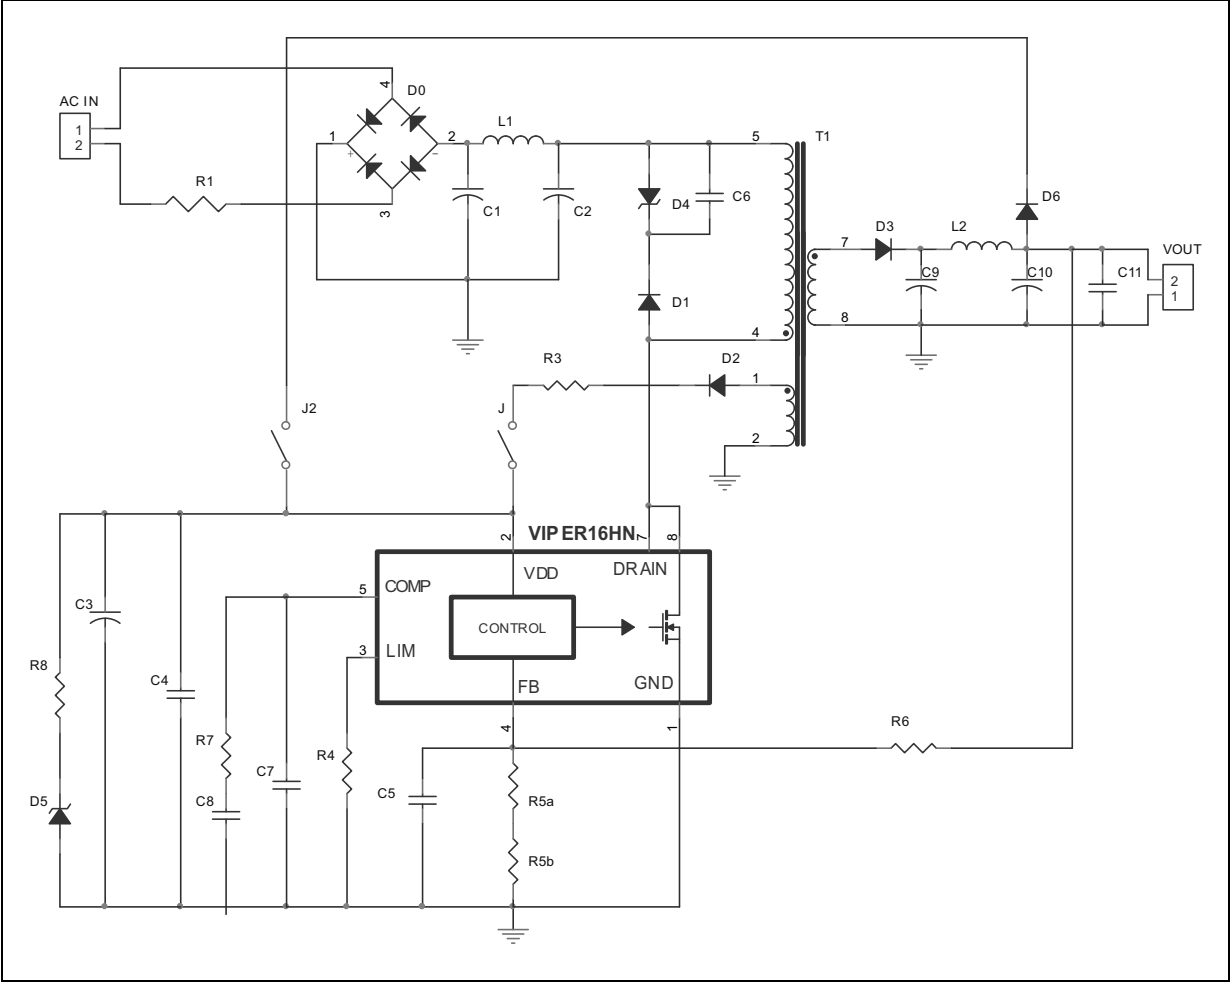 AC IN
1
2
4
D0
1
2
+
−
3
R1
L1
C1
C2
D4
C6
D1
5
T1
4
D6
7
D3
L2
VOUT
C9
C10
C11
2
1
8
R3
D2
1
2
J2
J
VIPER16HN
2
7
8
VDD
DRAIN
5
COMP
CONTROL
3
LIM
FB
GND
4
1
C3
R8
C4
R7
C7
R4
C5
R6
D5
C8
R5a
R5b